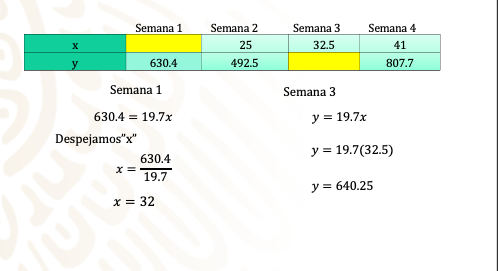 Semana 1 Semana 2 Semana 3 Semana 4
x 25 32.5 41
y 630.4 492.5 807.7
Semana 1
630.4 = 19.7x
Despejamos"x"
x = 630.4/19.7
x = 32
Semana 3
y = 19.7x
y = 19.7(32.5)
y = 640.25